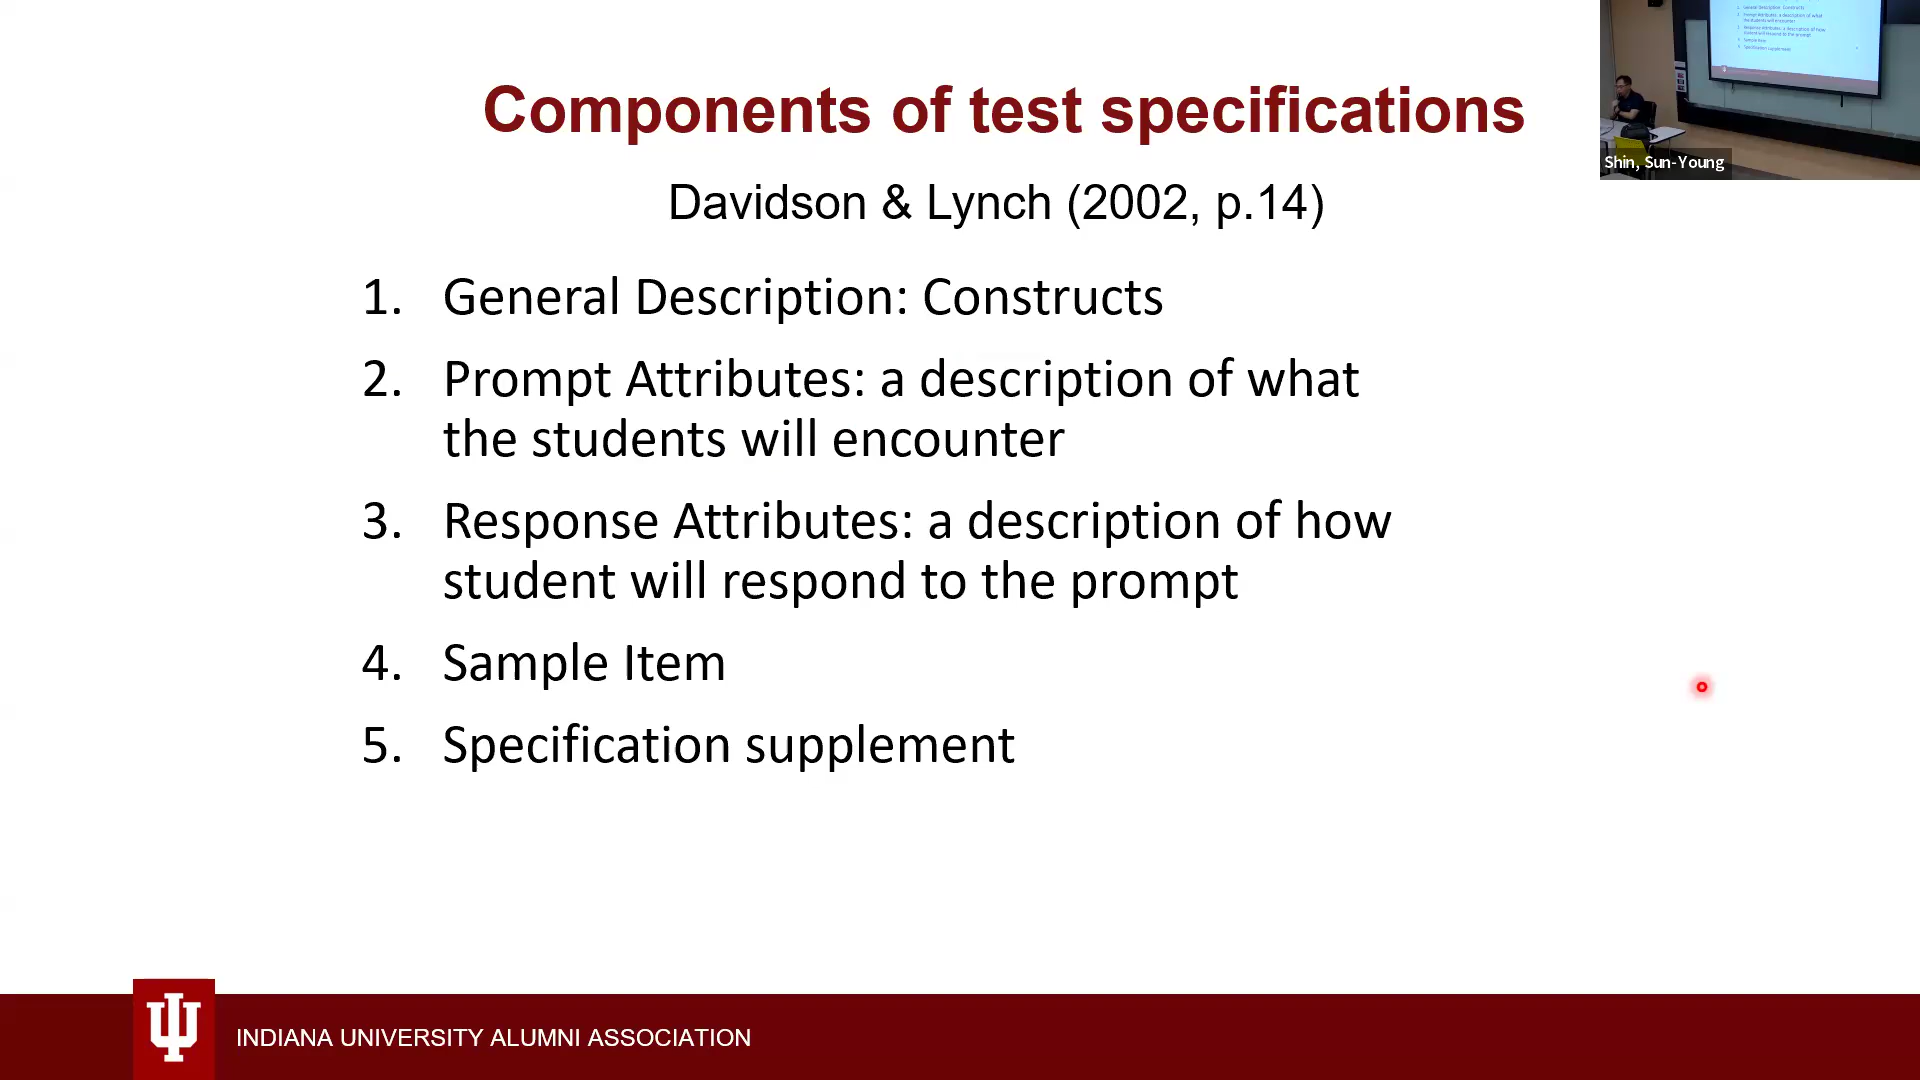 Components of test specifications
Davidson & Lynch (2002, p.14)
1. General Description: Constructs
2. Prompt Attributes: a description of what
the students will encounter
3. Response Attributes: a description of how
student will respond to the prompt
4. Sample Item
5. Specification supplement
Shin, Sun-Young
INDIANA UNIVERSITY ALUMNI ASSOCIATION